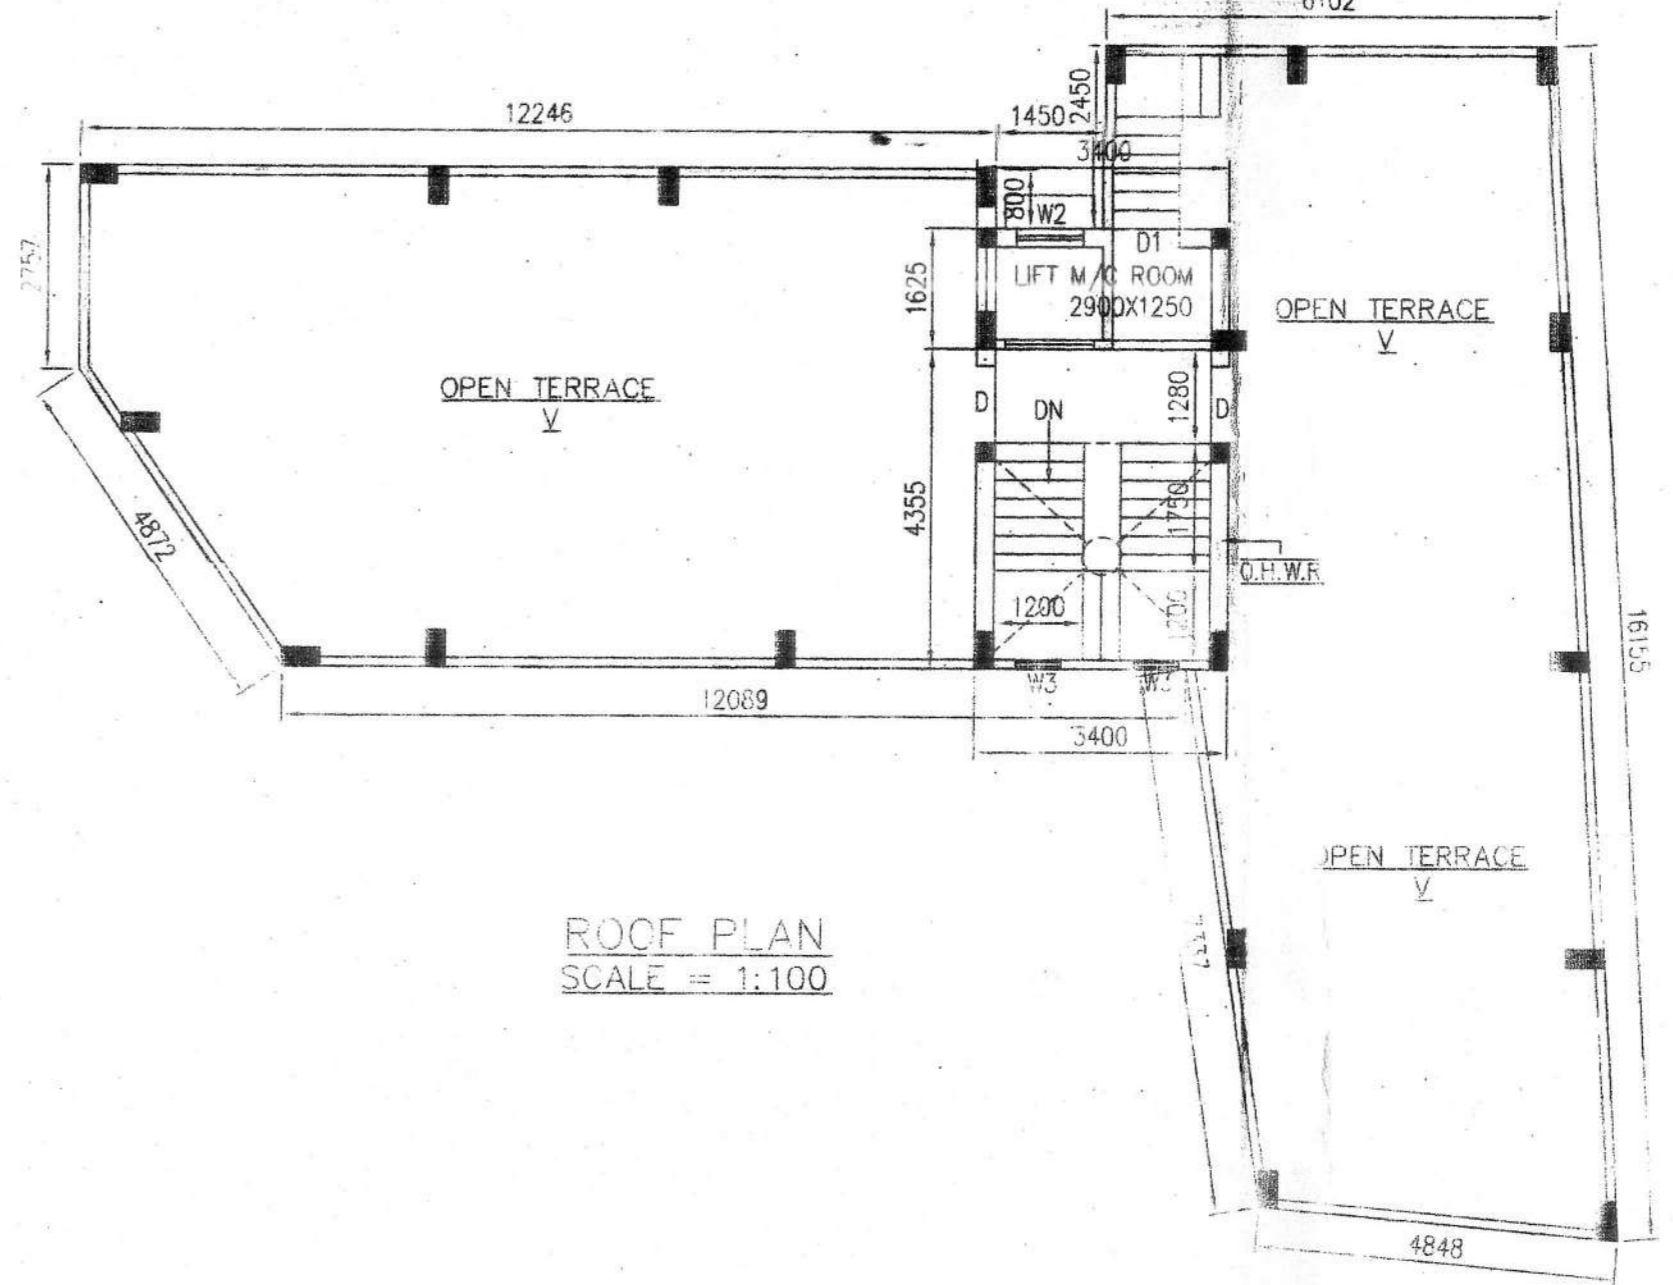 12246
1450
2450
3400
800
W2
D1
2757
1625
LIFT M/C ROOM
2900X1250
OPEN TERRACE
V
OPEN TERRACE
V
D
DN
1280
D
4355
1750
4872
O.H.W.R
1200
1200
16155
W3
12089
3400
OPEN TERRACE
V
ROOF PLAN
SCALE = 1:100
4848